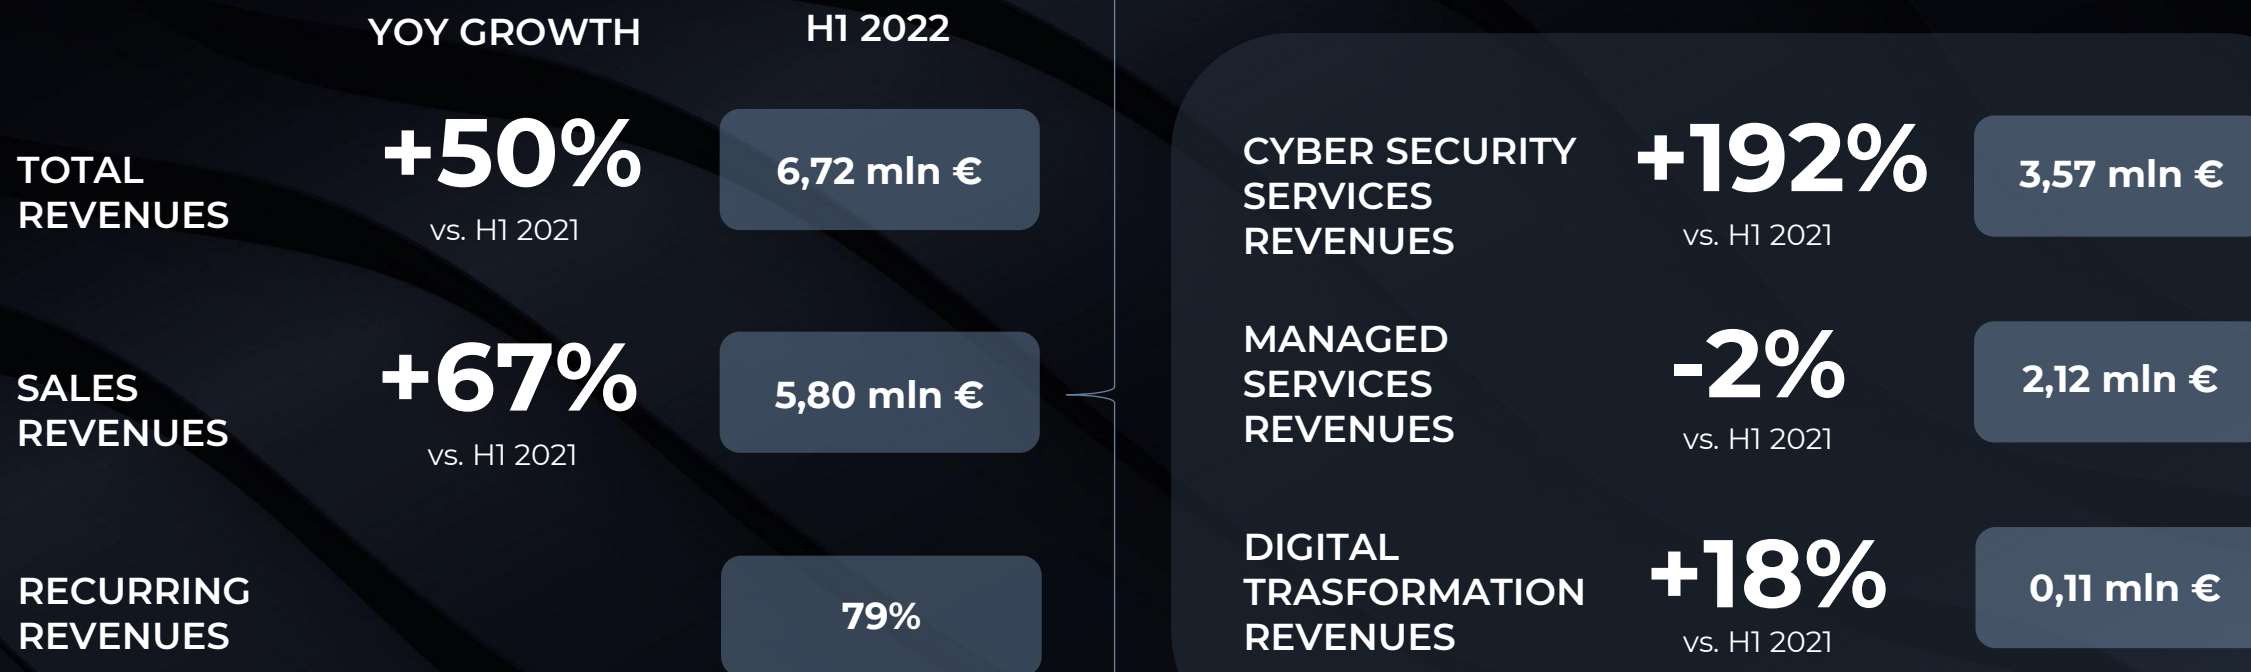 YOY GROWTH
H1 2022
TOTAL
REVENUES
+50%
vs. H1 2021
6,72 mln €
SALES
REVENUES
+67%
vs. H1 2021
5,80 mln €
RECURRING
REVENUES
79%
CYBER SECURITY
SERVICES
REVENUES
+192%
vs. H1 2021
3,57 mln €
MANAGED
SERVICES
REVENUES
-2%
vs. H1 2021
2,12 mln €
DIGITAL
TRASFORMATION
REVENUES
+18%
vs. H1 2021
0,11 mln €